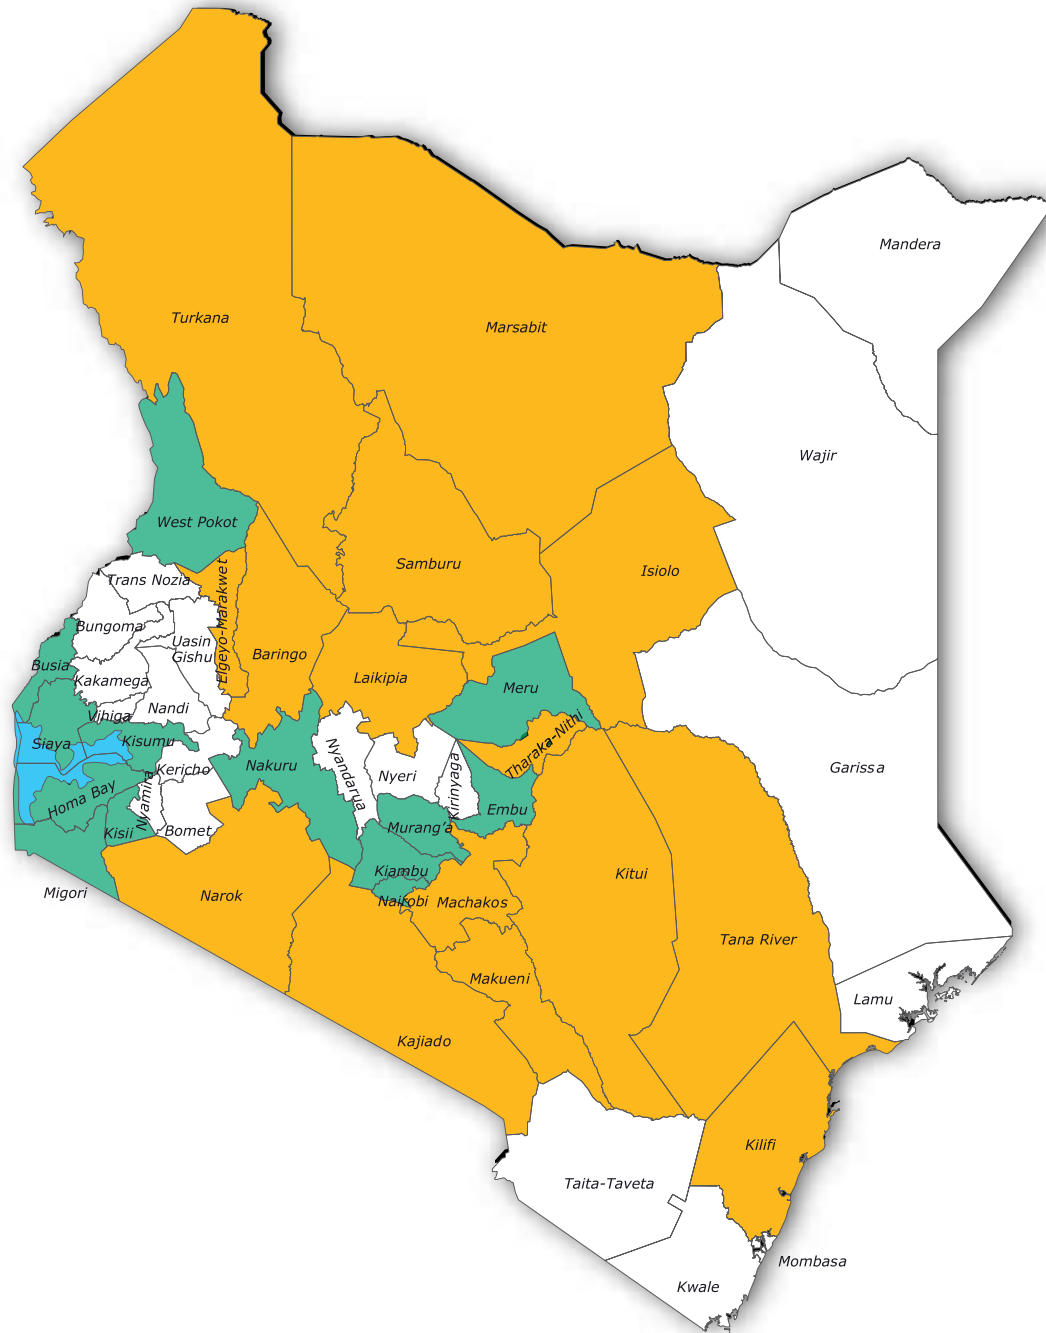 Mandera
Turkana
Marsabit
Wajir
West Pokot
Samburu
Isiolo
Trans Nozia
Elgeyo-Marakwet
Bungoma
Uasin
Gishu
Baringo
Busia
Kakamega
Laikipia
Meru
Vihiga
Nandi
Siaya
Kisumu
Tharaka-Nithi
Nakuru
Nyandarua
Nyeri
Kirinyaga
Kericho
Garissa
Homa Bay
Nyamira
Embu
Kisii
Bomet
Murang'a
Kiambu
Kitui
Migori
Narok
Nairobi
Machakos
Tana River
Makueni
Lamu
Kajiado
Kilifi
Taita-Taveta
Mombasa
Kwale